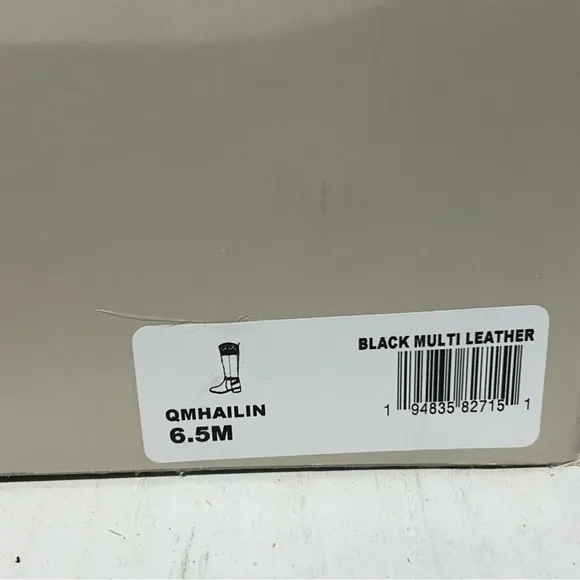 BLACK MULTI LEATHER
1 94835 82715 1
QMHAILIN
6.5M